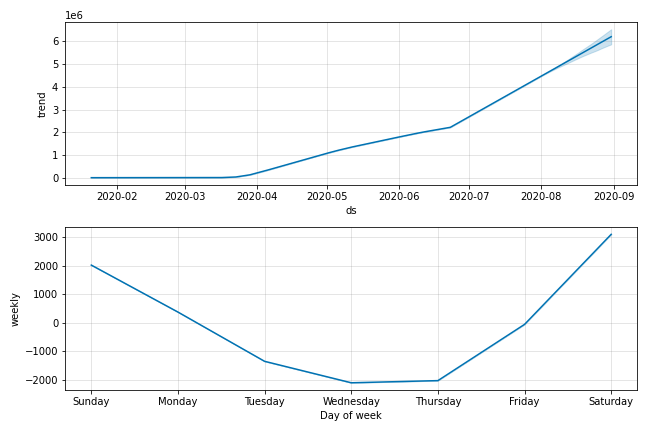 1e6
6
5
4
3
2
1
0
trend
2020-02 2020-03 2020-04 2020-05 2020-06 2020-07 2020-08 2020-09
ds
3000
2000
1000
0
−1000
−2000
weekly
Sunday Monday Tuesday Wednesday Thursday Friday Saturday
Day of week